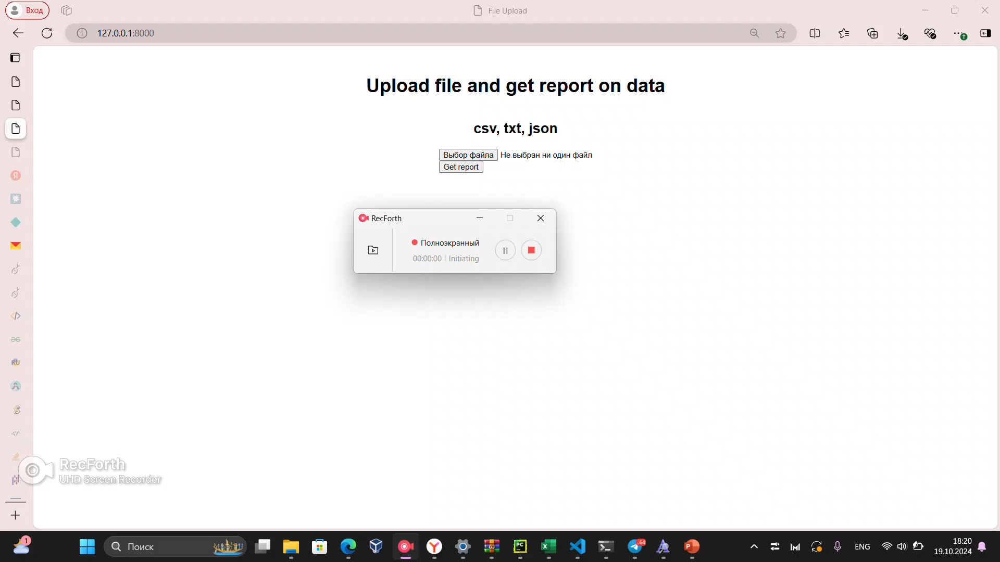 Вход
File Upload
127.0.0.1:8000
Upload file and get report on data
csv, txt, json
Выбор файла Не выбран ни один файл
Get report
RecForth
Полноэкранный
00:00:00 | Initiating
Я
RU
RecForth
UHD Screen Recorder
1
Поиск
PC
64
ENG
18:20
19.10.2024